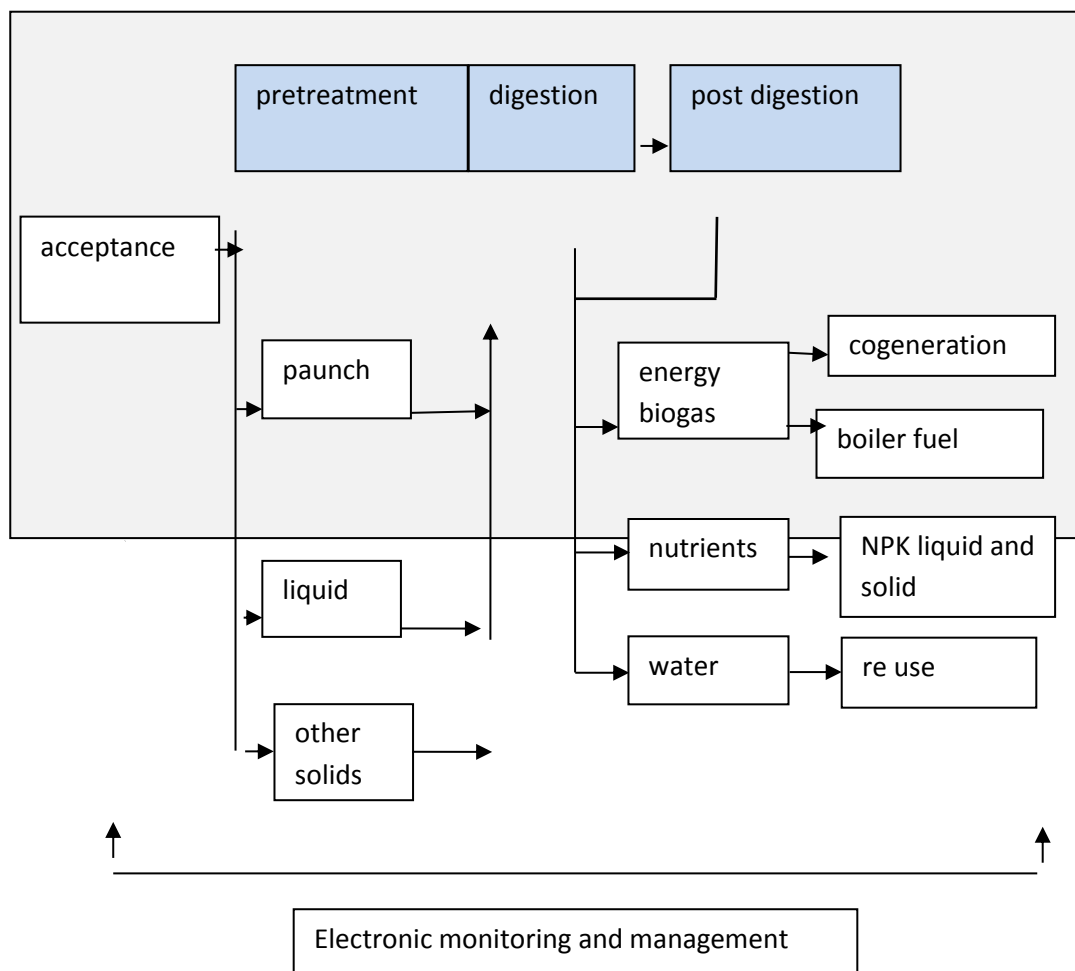 pretreatment
digestion
post digestion
acceptance
paunch
energy
biogas
cogeneration
boiler fuel
liquid
nutrients
NPK liquid and
solid
water
re use
other
solids
Electronic monitoring and management